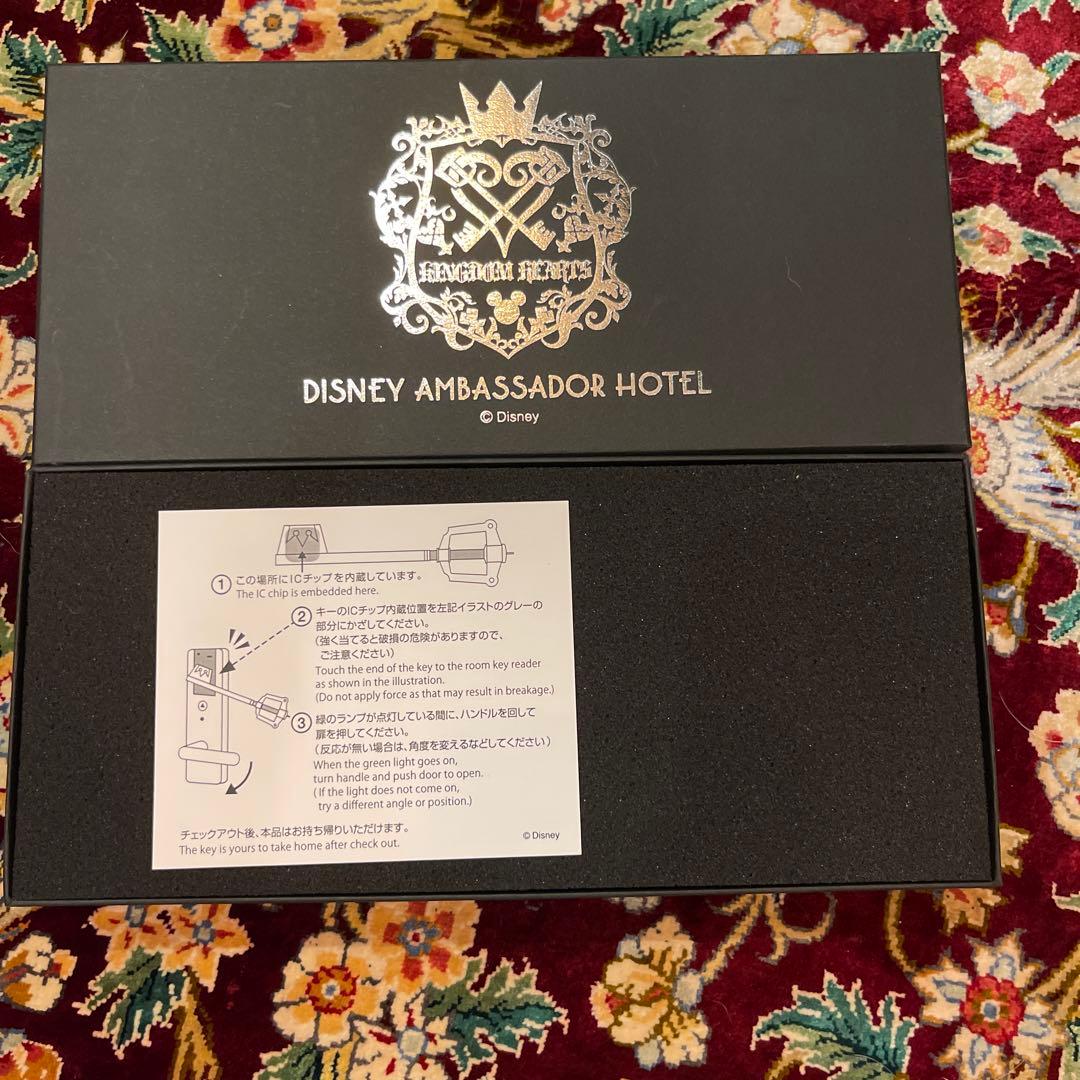 KINGDOM HEARTS
DISNEY AMBASSADOR HOTEL
© Disney
① この場所にICチップを内蔵しています。
The IC chip is embedded here.
② キーのICチップ内蔵位置を左記イラストのグレーの
部分にかざしてください。
（強く当てると破損の危険がありますので、
ご注意ください）
Touch the end of the key to the room key reader
as shown in the illustration.
(Do not apply force as that may result in breakage.)
③ 緑のランプが点灯している間に、ハンドルを回して
扉を押してください。
（反応が無い場合は、角度を変えるなどしてください）
When the green light goes on,
turn handle and push door to open.
( If the light does not come on,
try a different angle or position.)
チェックアウト後、本品はお持ち帰りいただけます。
The key is yours to take home after check out.
© Disney